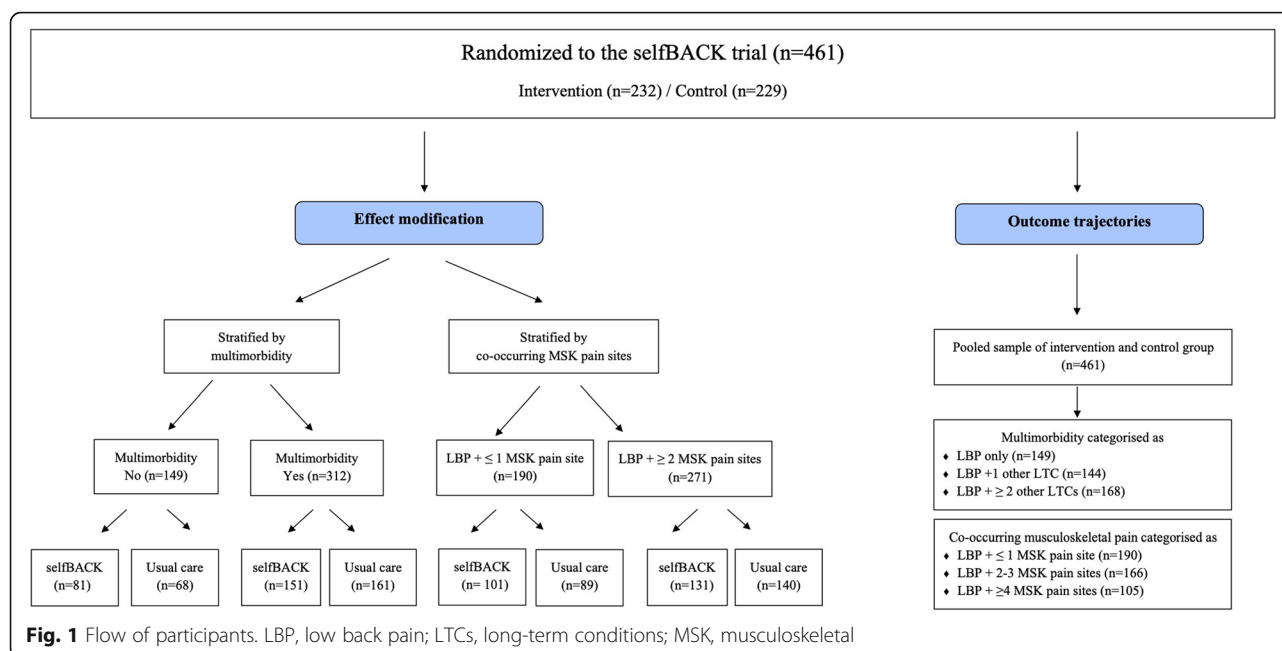 Randomized to the selfBACK trial (n=461)
Intervention (n=232) / Control (n=229)
Effect modification
Outcome trajectories
Stratified by
multimorbidity
Stratified by
co-occurring MSK pain sites
Pooled sample of intervention and control group
(n=461)
Multimorbidity
No (n=149)
Multimorbidity
Yes (n=312)
LBP + ≤ 1 MSK pain site
(n=190)
LBP + ≥ 2 MSK pain sites
(n=271)
Multimorbidity categorised as
♦ LBP only (n=149)
♦ LBP +1 other LTC (n=144)
♦ LBP + ≥ 2 other LTCs (n=168)
selfBACK
(n=81)
Usual care
(n=68)
selfBACK
(n=151)
Usual care
(n=161)
selfBACK
(n= 101)
Usual care
(n=89)
selfBACK
(n=131)
Usual care
(n=140)
Co-occurring musculoskeletal pain categorised as
♦ LBP + ≤ 1 MSK pain site (n=190)
♦ LBP + 2-3 MSK pain sites (n=166)
♦ LBP + ≥4 MSK pain sites (n=105)
Fig. 1 Flow of participants. LBP, low back pain; LTCs, long-term conditions; MSK, musculoskeletal